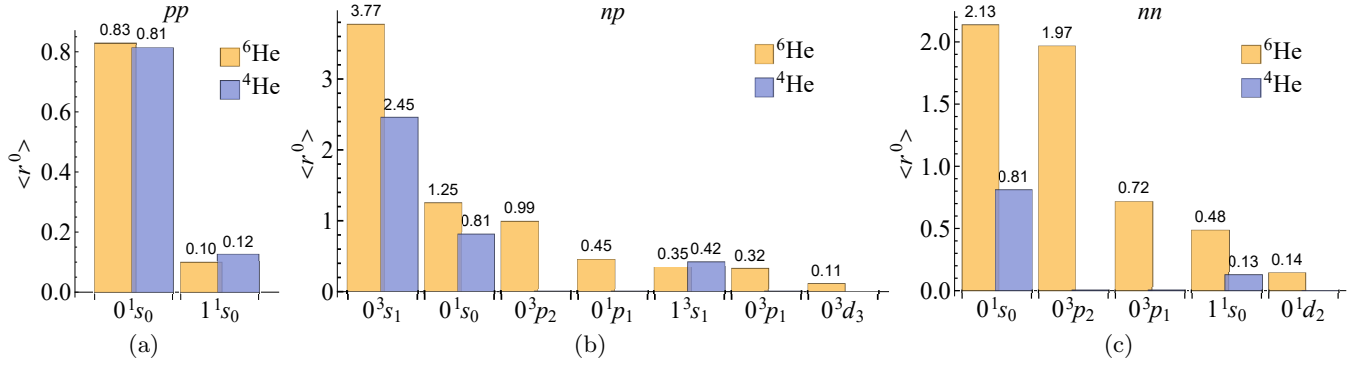 pp
0.83
0.81
⁶He
⁴He
0.10
0.12
<r⁰>
0.8
0.6
0.4
0.2
0.0
0¹s₀
1¹s₀
(a)
np
3.77
2.45
1.25
0.81
0.99
0.45
0.35
0.42
0.32
0.11
⁶He
⁴He
<r⁰>
3
2
1
0
0³s₁
0¹s₀
0³p₂
0¹p₁
1³s₁
0³p₁
0³d₃
(b)
nn
2.13
1.97
0.81
0.72
0.48
0.13
0.14
⁶He
⁴He
<r⁰>
2.0
1.5
1.0
0.5
0.0
0¹s₀
0³p₂
0³p₁
1¹s₀
0¹d₂
(c)